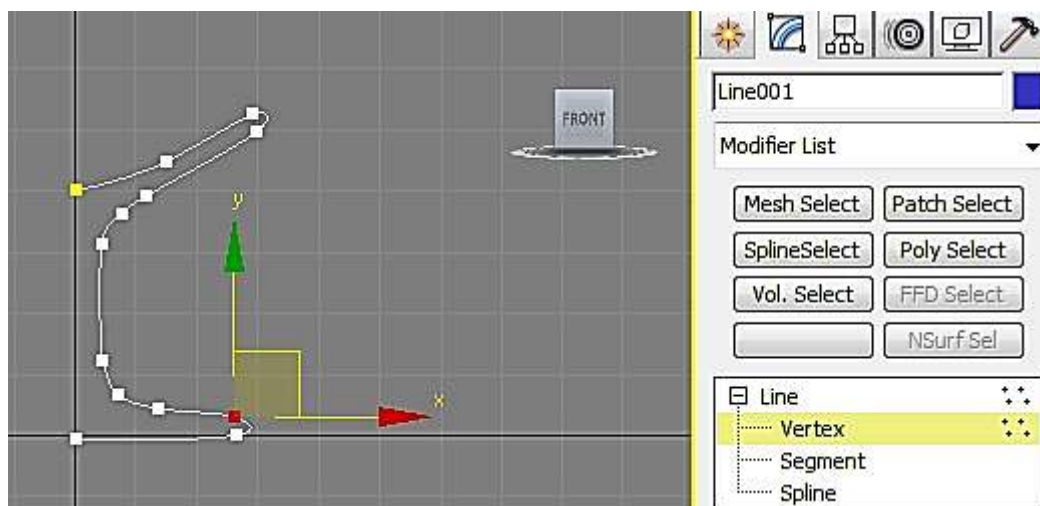 FRONT
y
x
Line001
Modifier List
Mesh Select
Patch Select
SplineSelect
Poly Select
Vol. Select
FFD Select
NSurf Sel
Line
Vertex
Segment
Spline